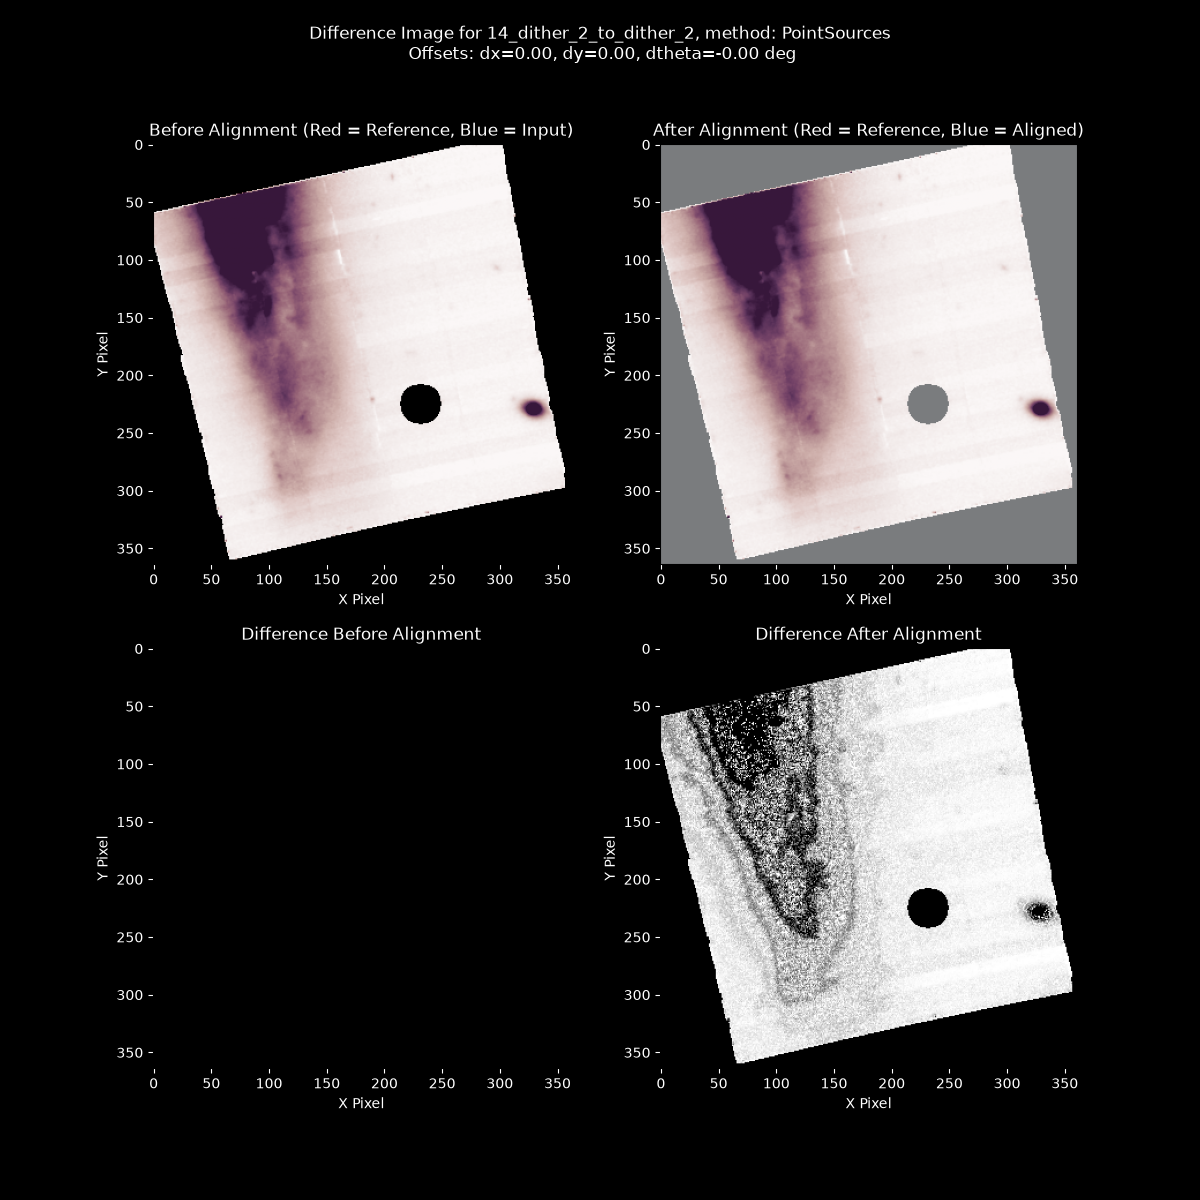 Difference Image for 14_dither_2_to_dither_2, method: PointSources
Offsets: dx=0.00, dy=0.00, dtheta=-0.00 deg
Before Alignment (Red = Reference, Blue = Input)
0
50
100
150
200
250
300
350
Y Pixel
0 50 100 150 200 250 300 350
X Pixel
After Alignment (Red = Reference, Blue = Aligned)
0
50
100
150
200
250
300
350
Y Pixel
0 50 100 150 200 250 300 350
X Pixel
Difference Before Alignment
0
50
100
150
200
250
300
350
Y Pixel
0 50 100 150 200 250 300 350
X Pixel
Difference After Alignment
0
50
100
150
200
250
300
350
Y Pixel
0 50 100 150 200 250 300 350
X Pixel